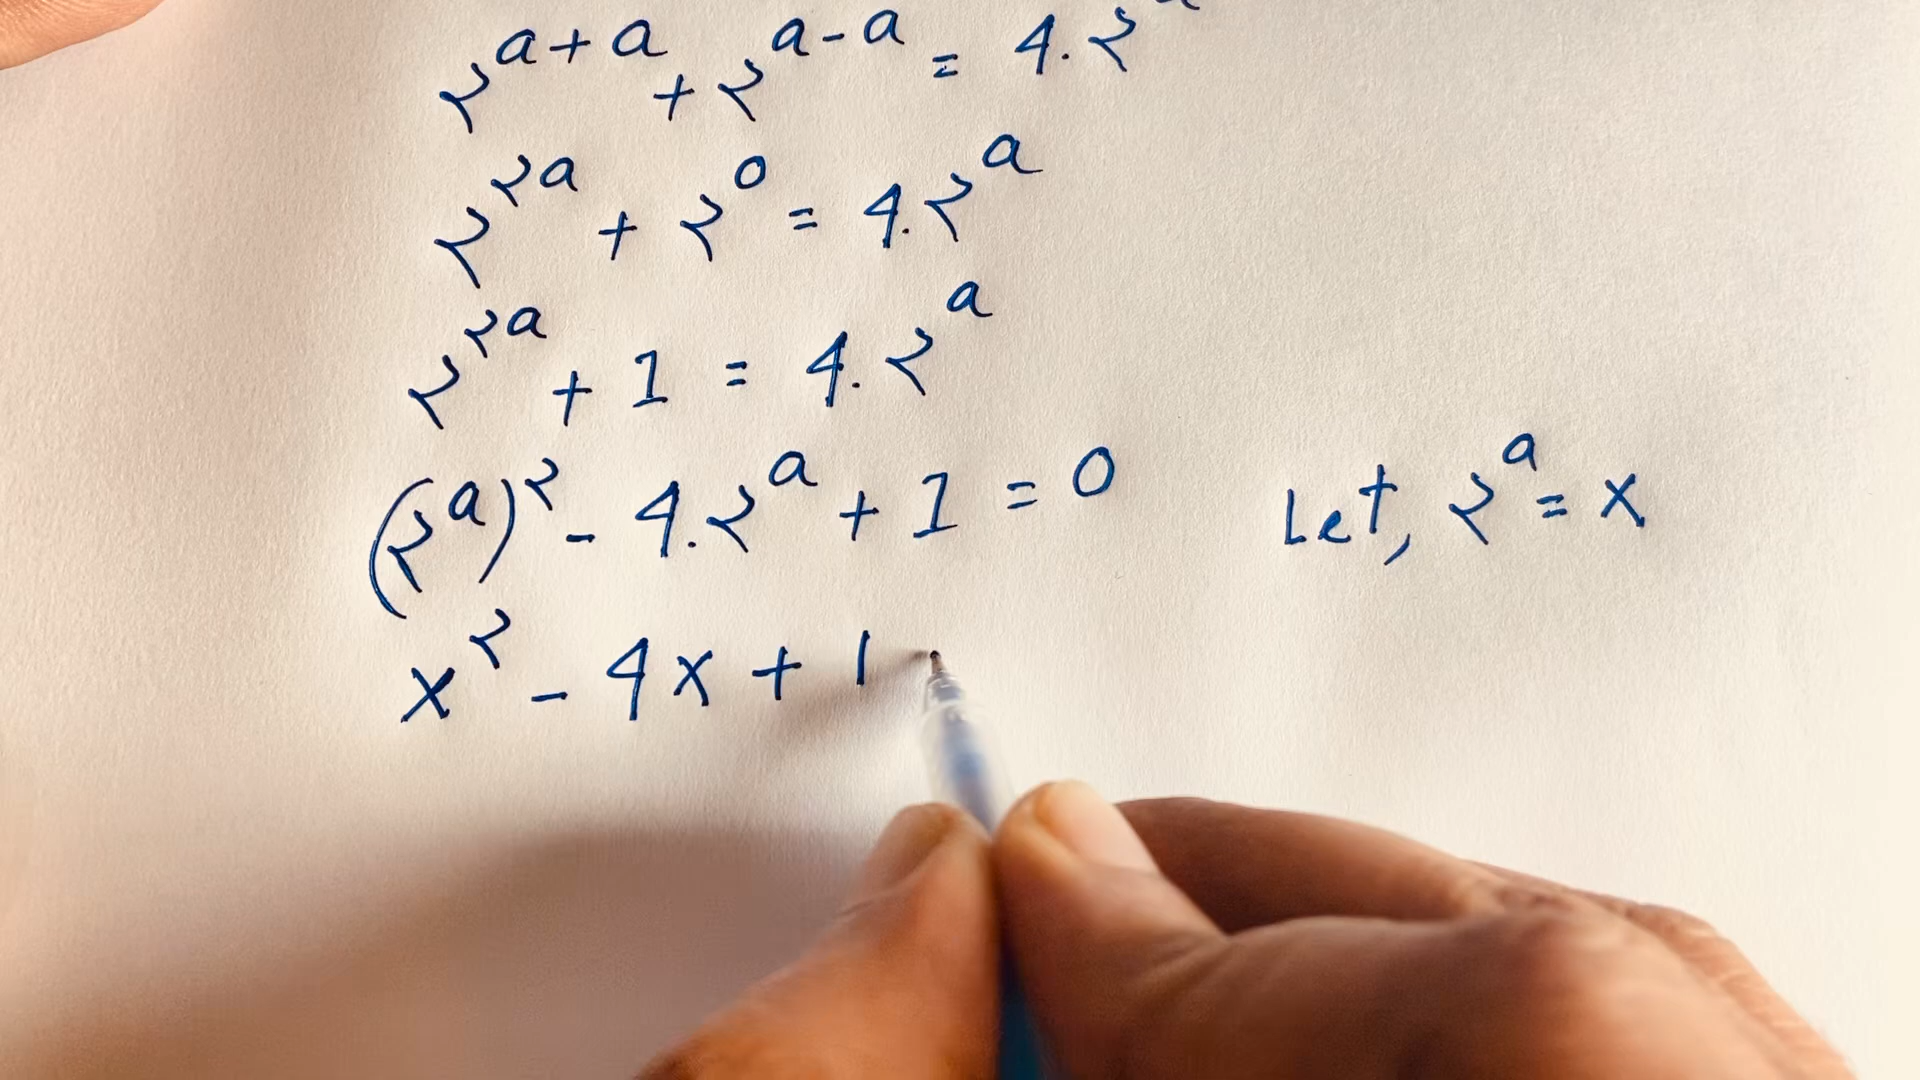 2^{a+a} + 2^{a-a} = 4.2^{a}
2^{2a} + 2^{0} = 4.2^{a}
2^{2a} + 1 = 4.2^{a}
(2^{a})^{2} - 4.2^{a} + 1 = 0 Let, 2^{a} = x
x^{2} - 4x + 1